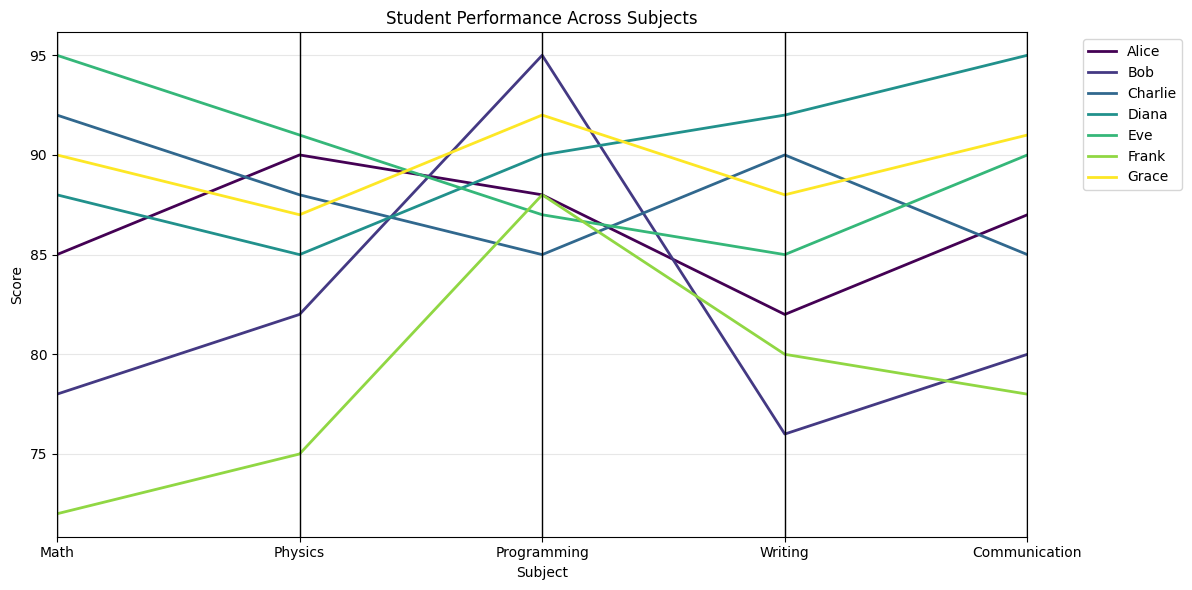 Student Performance Across Subjects
95
90
85
80
75
Score
Math
Physics
Programming
Writing
Communication
Subject
Alice
Bob
Charlie
Diana
Eve
Frank
Grace